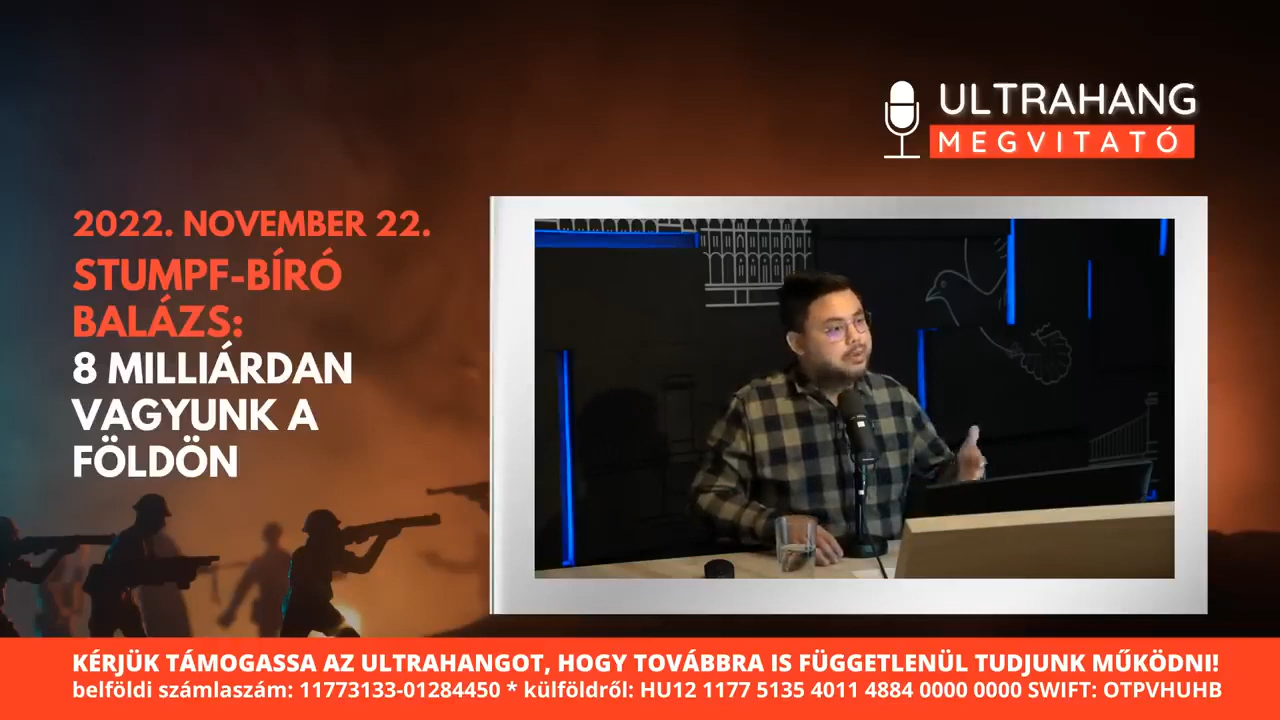 ULTRAHANG
MEGVITATÓ
2022. NOVEMBER 22.
STUMPF-BÍRÓ
BALÁZS:
8 MILLIÁRDAN
VAGYUNK A
FÖLDÖN
KÉRJÜK TÁMOGASSA AZ ULTRAHANGOT, HOGY TOVÁBBRA IS FÜGGETLENÜL TUDJUNK MŰKÖDNI!
belföldi számlaszám: 11773133-01284450 * külföldről: HU12 1177 5135 4011 4884 0000 0000 SWIFT: OTPVHUHB